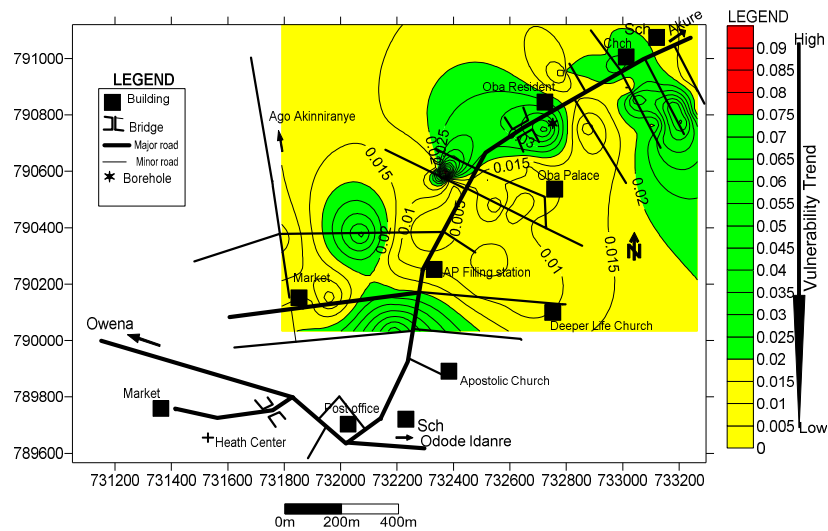 LEGEND
High
0.09
0.085
0.08
0.075
0.07
0.065
0.06
0.055
0.05
0.045
0.04
0.035
0.03
0.025
0.02
0.015
0.01
0.005
0
Low
Vulnerability Trend
791000
790800
790600
790400
790200
790000
789800
789600
LEGEND
Building
Bridge
Major road
Minor road
Borehole
Sch
Akure
Chch
Oba Resident
Ago Akinniranye
0.015
0.015
0.02
Oba Palace
0.005
0.01
0.02
0.01
0.015
N
AP Filling station
Market
Deeper Life Church
Owena
Apostolic Church
Market
Post office
Sch
Heath Center
Odode Idanre
731200 731400 731600 731800 732000 732200 732400 732600 732800 733000 733200
0m 200m 400m